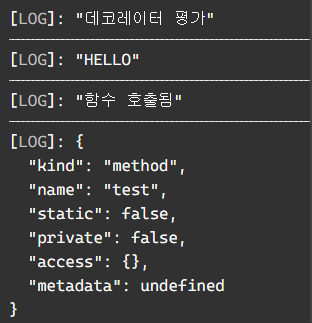 [LOG]: "데코레이터 평가"
[LOG]: "HELLO"
[LOG]: "함수 호출됨"
[LOG]: {
  "kind": "method",
  "name": "test",
  "static": false,
  "private": false,
  "access": {},
  "metadata": undefined
}